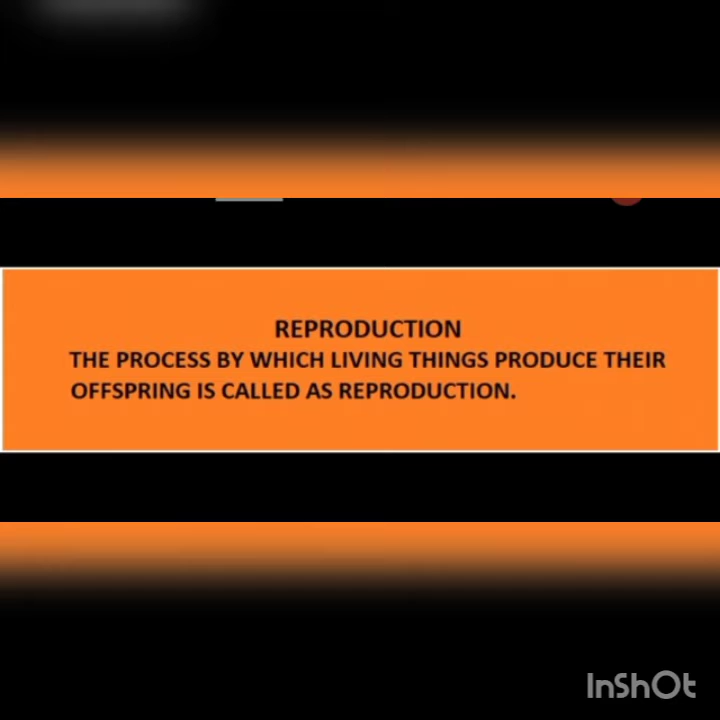 REPRODUCTION
THE PROCESS BY WHICH LIVING THINGS PRODUCE THEIR
OFFSPRING IS CALLED AS REPRODUCTION.
InShOt